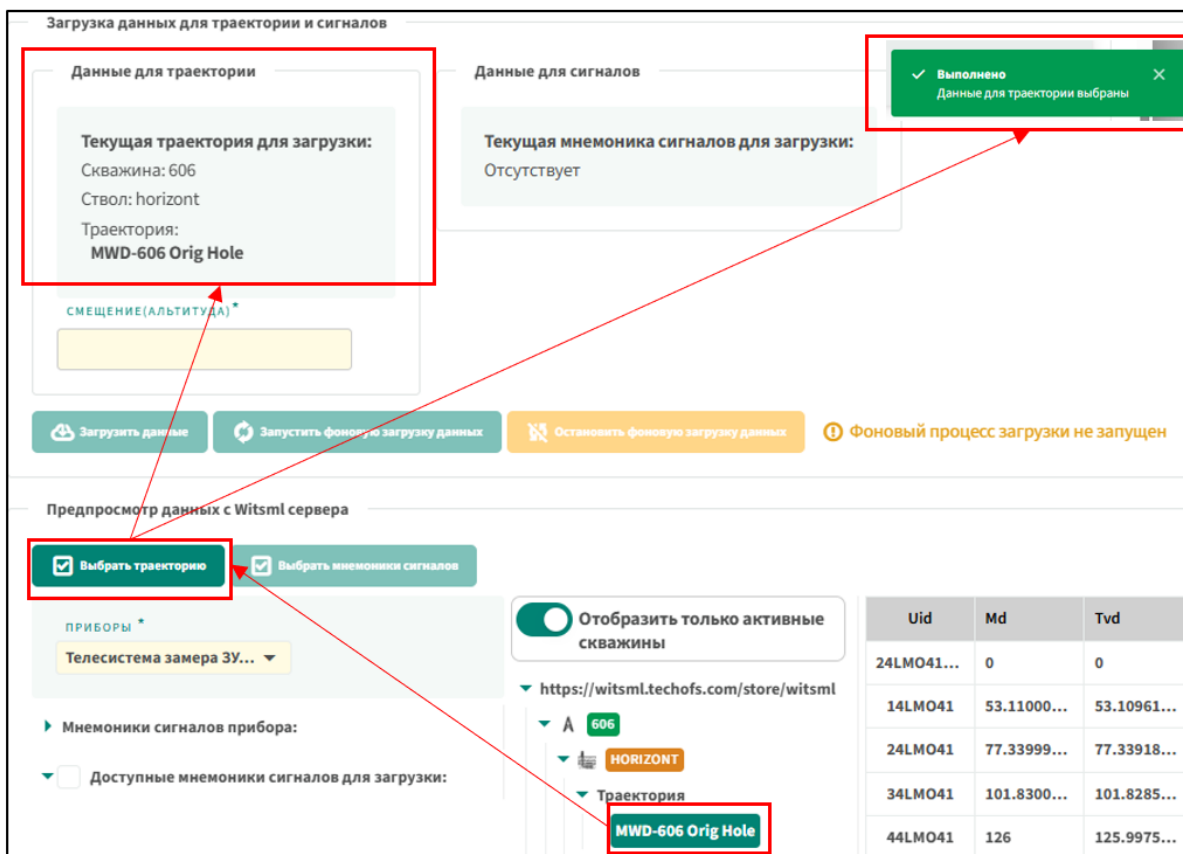 Загрузка данных для траектории и сигналов
Данные для траектории
Данные для сигналов
Выполнено
Данные для траектории выбраны
Текущая траектория для загрузки:
Скважина: 606
Ствол: horizont
Траектория:
MWD-606 Orig Hole
Текущая мнемоника сигналов для загрузки:
Отсутствует
СМЕЩЕНИЕ(АЛЬТИТУДА)*
Загрузить данные
Запустить фоновую загрузку данных
Остановить фоновую загрузку данных
Фоновый процесс загрузки не запущен
Предпросмотр данных с Witsml сервера
Выбрать траекторию
Выбрать мнемоники сигналов
ПРИБОРЫ *
Телесистема замера ЗУ...
Мнемоники сигналов прибора:
Доступные мнемоники сигналов для загрузки:
Отобразить только активные
скважины
https://witsml.techofs.com/store/witsml
606
HORIZONT
Траектория
MWD-606 Orig Hole
Uid Md Tvd
24LMO41... 0 0
14LMO41 53.11000... 53.10961...
24LMO41 77.33999... 77.33918...
34LMO41 101.8300... 101.8285...
44LMO41 126 125.9975...